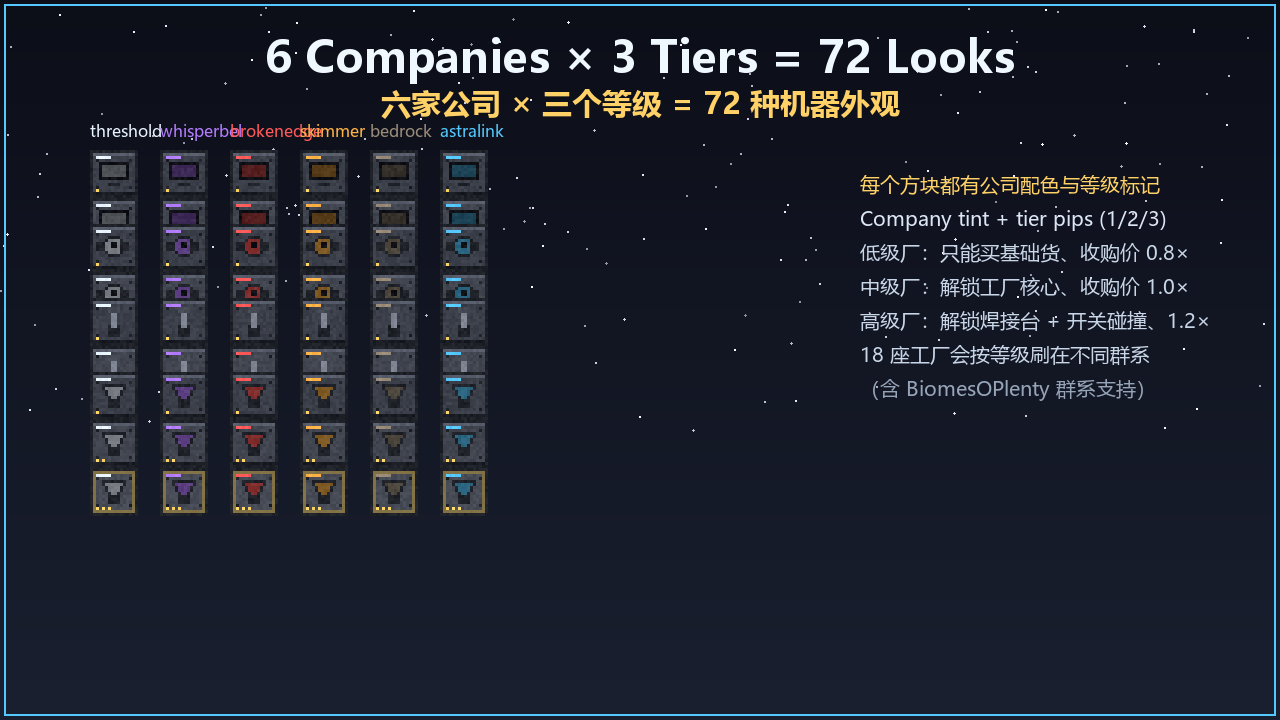 6 Companies × 3 Tiers = 72 Looks
六家公司 × 三个等级 = 72 种机器外观
threshold whisperbol brokenedge skimmer bedrock astralink
每个方块都有公司配色与等级标记
Company tint + tier pips (1/2/3)
低级厂：只能买基础货、收购价 0.8×
中级厂：解锁工厂核心、收购价 1.0×
高级厂：解锁焊接台 + 开关碰撞、1.2×
18 座工厂会按等级刷在不同群系
（含 BiomesOPlenty 群系支持）